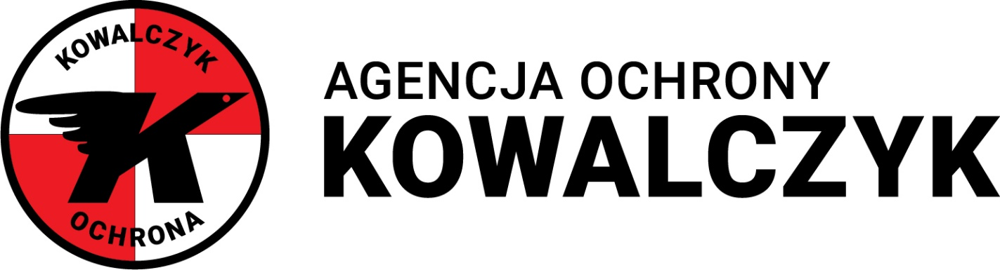 KOWALCZYK
OCHRONA
AGENCJA OCHRONY
KOWALCZYK